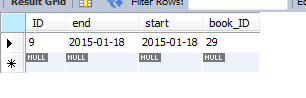 Result Grid Filter Rows:
ID end start book_ID
9 2015-01-18 2015-01-18 29
NULL NULL NULL NULL